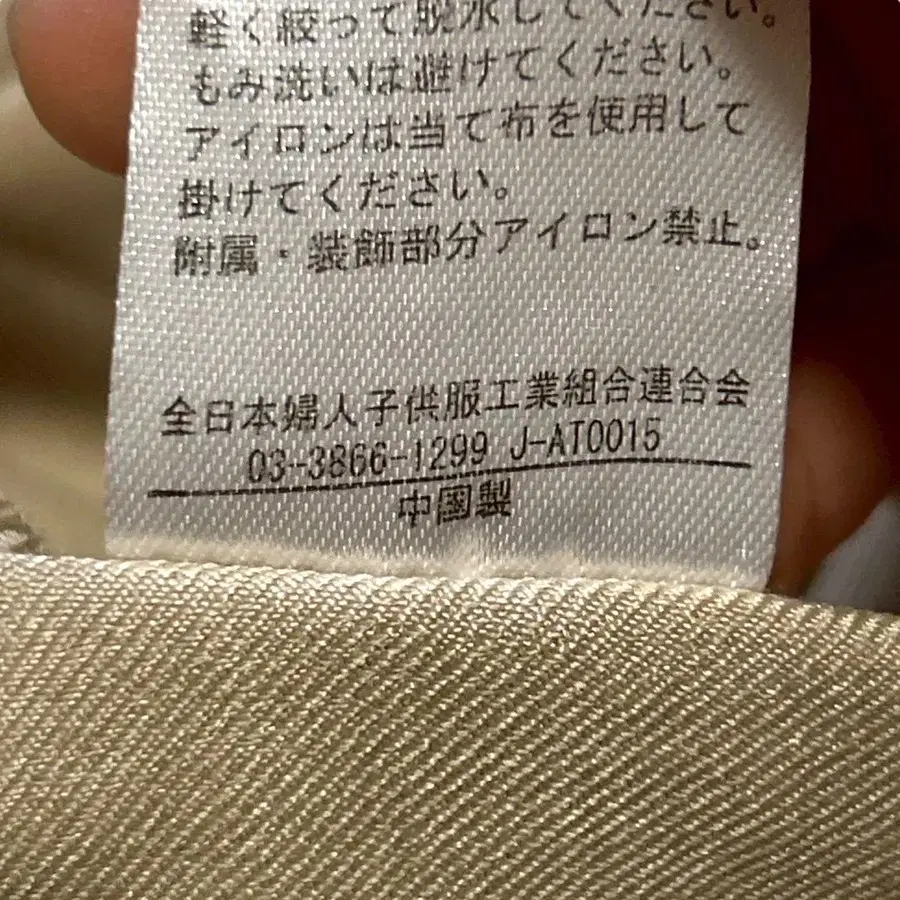 軽く絞って脱水してください。
もみ洗いは避けてください。
アイロンは当て布を使用して
掛けてください。
附属・装飾部分アイロン禁止。
全日本婦人子供服工業組合連合会
03-3866-1299 J-AT0015
中国製